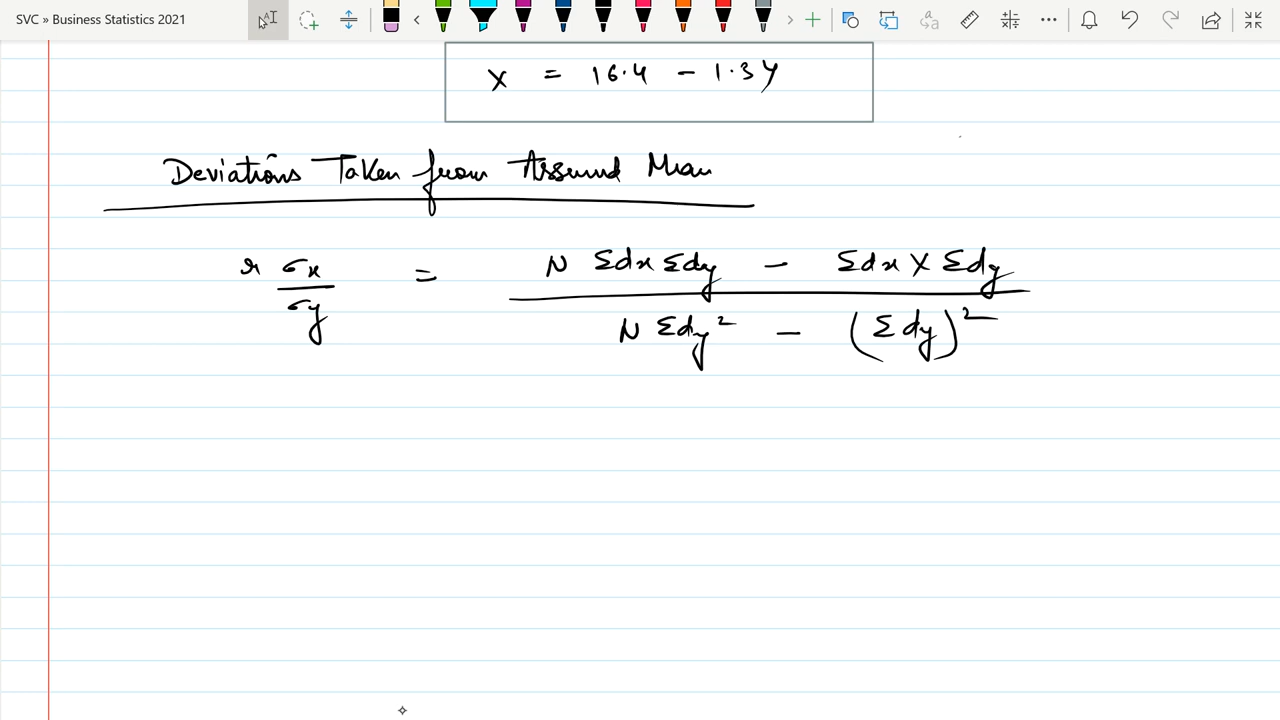 SVC » Business Statistics 2021
X = 16.4 - 1.3Y
Deviations Taken from Assumed Mean
r σx / σy = N Σdx Σdy - Σdx X Σdy / N Σdy² - (Σdy)²